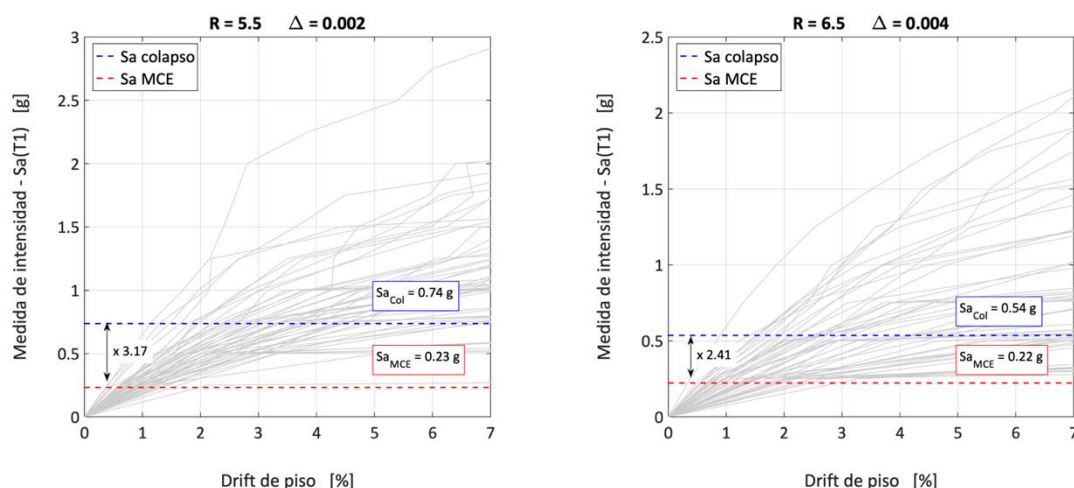 R = 5.5 Δ = 0.002
Medida de intensidad - Sa(T1) [g]
3
2.5
2
1.5
1
0.5
0
Sa colapso
Sa MCE
Sa_Col = 0.74 g
x 3.17
Sa_MCE = 0.23 g
0 1 2 3 4 5 6 7
Drift de piso [%]
R = 6.5 Δ = 0.004
Medida de intensidad - Sa(T1) [g]
2.5
2
1.5
1
0.5
0
Sa colapso
Sa MCE
Sa_Col = 0.54 g
x 2.41
Sa_MCE = 0.22 g
0 1 2 3 4 5 6 7
Drift de piso [%]